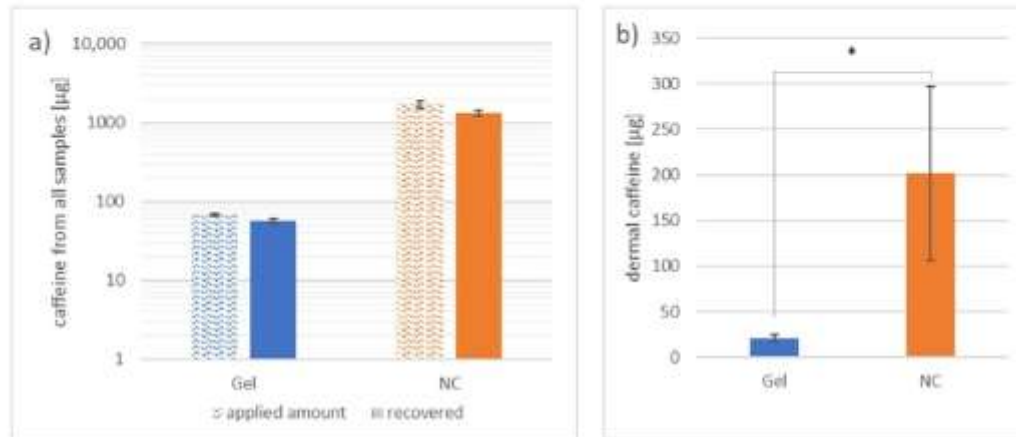 a)
caffeine from all samples [µg]
10,000
1000
100
10
1
Gel NC
applied amount recovered
b)
dermal caffeine [µg]
350
300
250
200
150
100
50
0
*
Gel NC